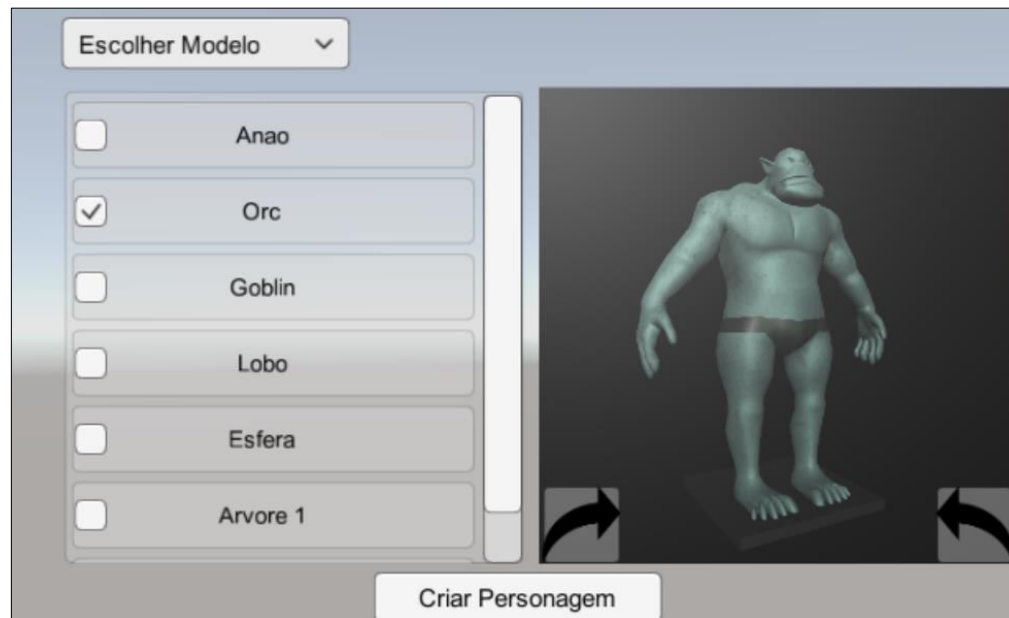 Escolher Modelo
Anao
Orc
Goblin
Lobo
Esfera
Arvore 1
Criar Personagem